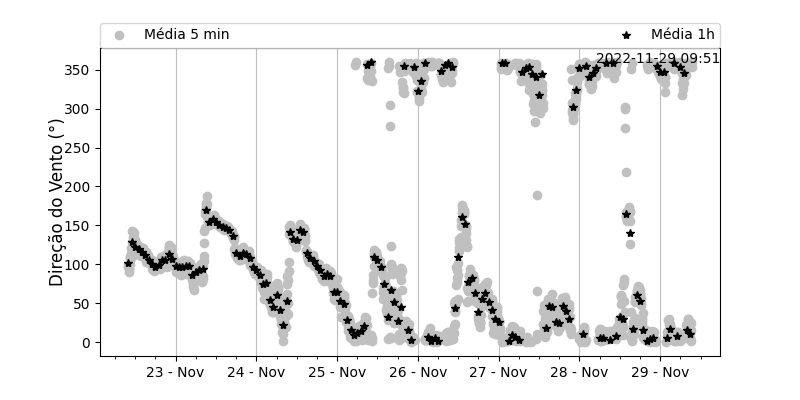 Média 5 min
Média 1h
2022-11-29 09:51
Direção do Vento (°)
350
300
250
200
150
100
50
0
23 - Nov
24 - Nov
25 - Nov
26 - Nov
27 - Nov
28 - Nov
29 - Nov